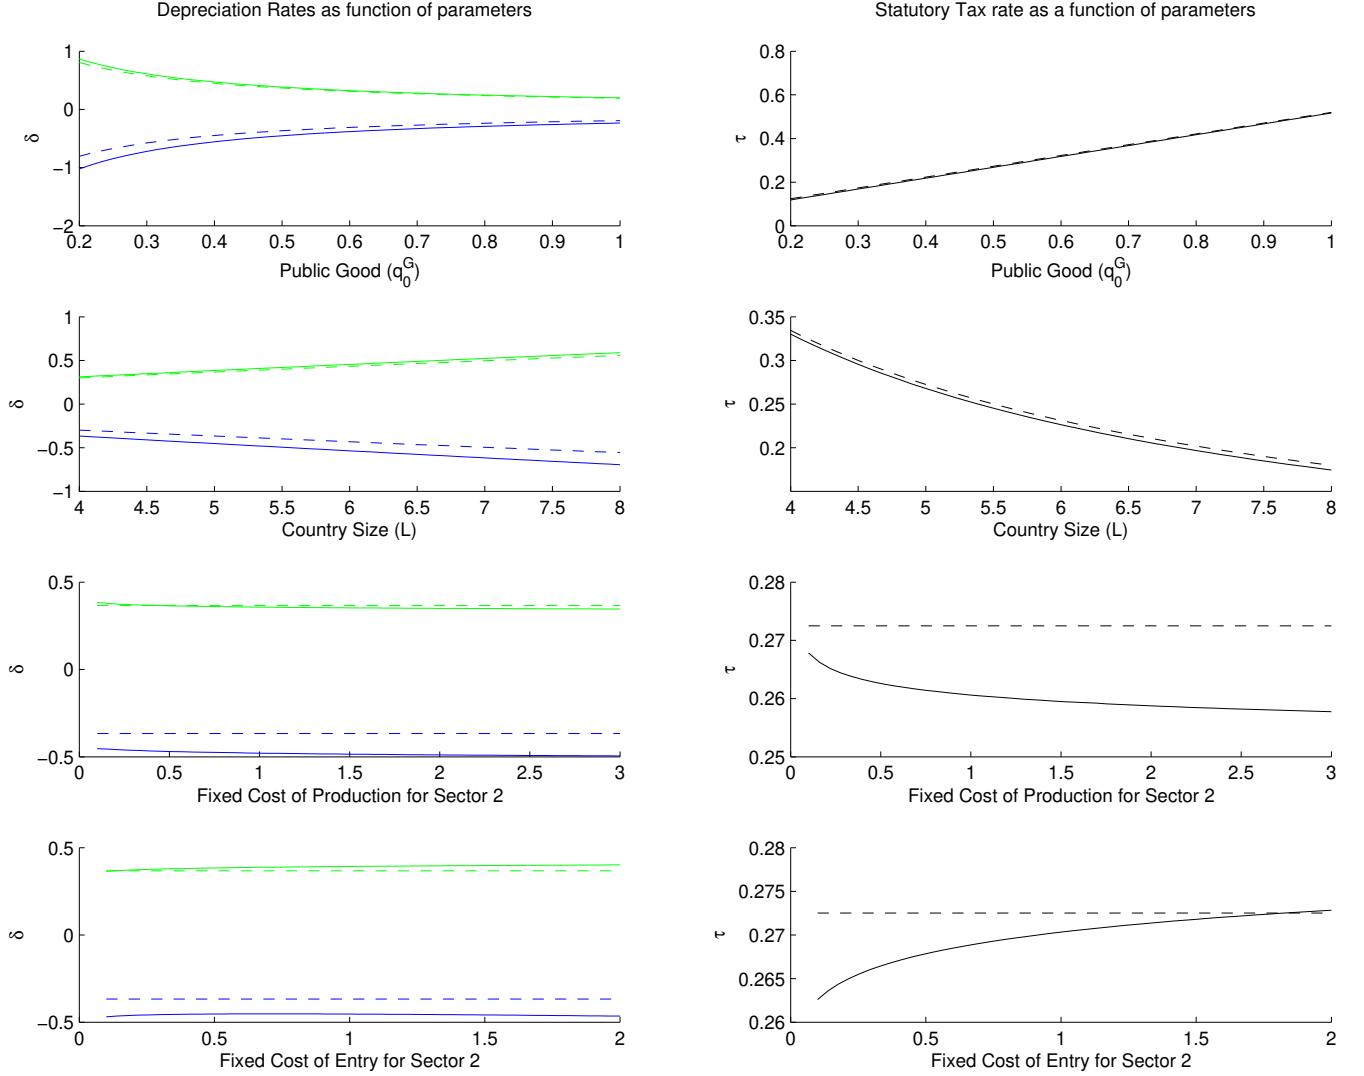 Depreciation Rates as function of parameters
1
0
−1
−2
δ
0.2 0.3 0.4 0.5 0.6 0.7 0.8 0.9 1
Public Good (q₀ᴳ)
Statutory Tax rate as a function of parameters
0.8
0.6
0.4
0.2
0
τ
0.2 0.3 0.4 0.5 0.6 0.7 0.8 0.9 1
Public Good (q₀ᴳ)
1
0.5
0
−0.5
−1
δ
4 4.5 5 5.5 6 6.5 7 7.5 8
Country Size (L)
0.35
0.3
0.25
0.2
τ
4 4.5 5 5.5 6 6.5 7 7.5 8
Country Size (L)
0.5
0
−0.5
δ
0 0.5 1 1.5 2 2.5 3
Fixed Cost of Production for Sector 2
0.28
0.27
0.26
0.25
τ
0 0.5 1 1.5 2 2.5 3
Fixed Cost of Production for Sector 2
0.5
0
−0.5
δ
0 0.5 1 1.5 2
Fixed Cost of Entry for Sector 2
0.28
0.275
0.27
0.265
0.26
τ
0 0.5 1 1.5 2
Fixed Cost of Entry for Sector 2